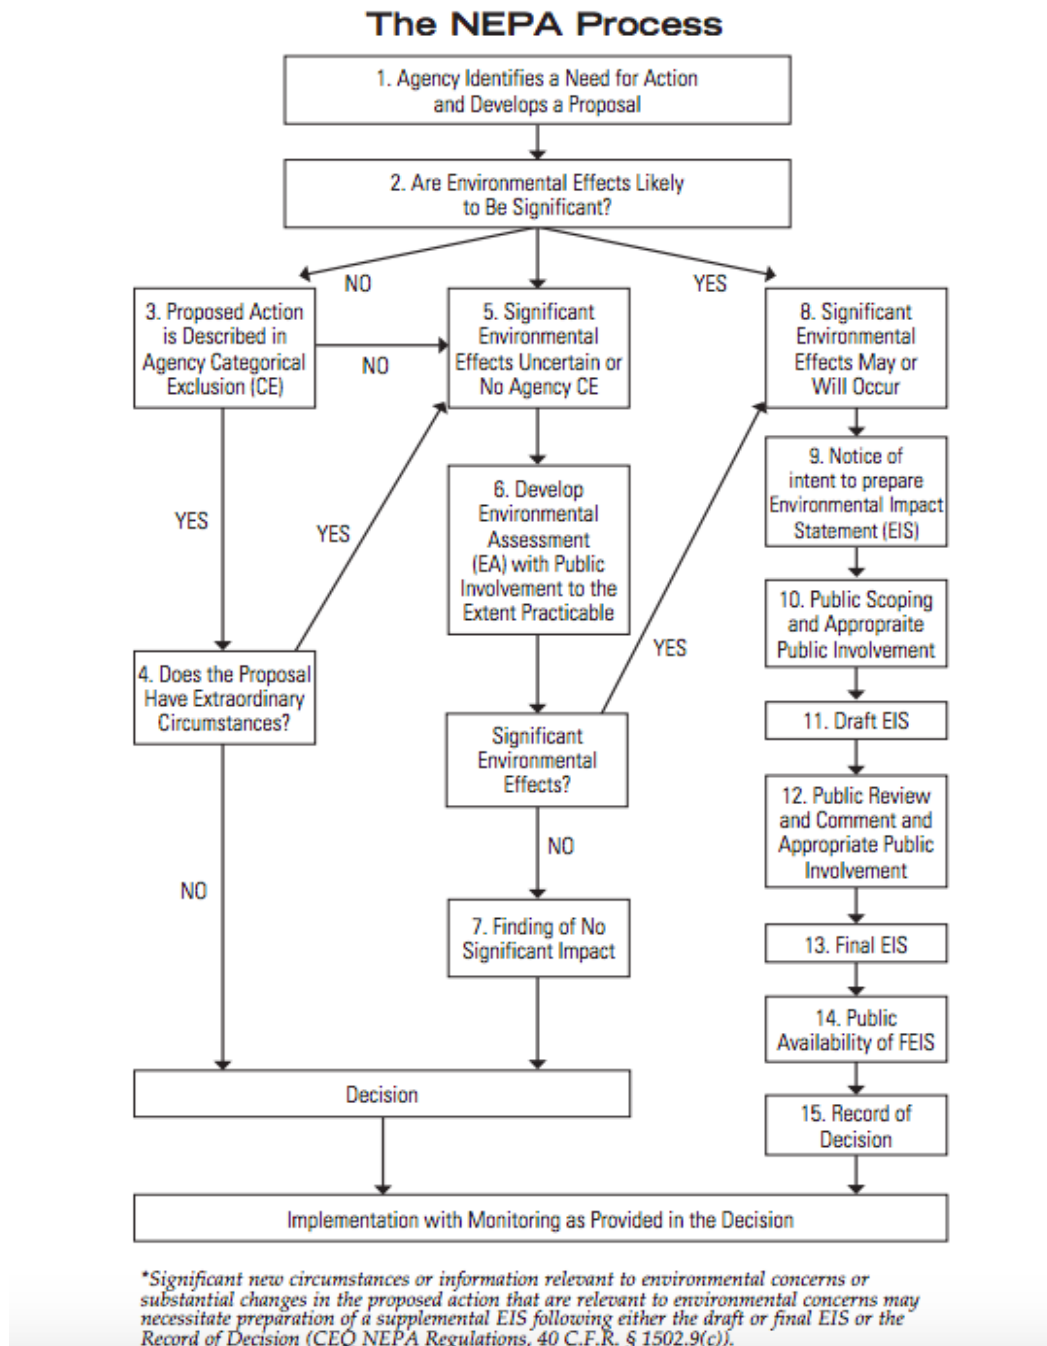 The NEPA Process
1. Agency Identifies a Need for Action
and Develops a Proposal
2. Are Environmental Effects Likely
to Be Significant?
NO
YES
3. Proposed Action
is Described in
Agency Categorical
Exclusion (CE)
NO
5. Significant
Environmental
Effects Uncertain or
No Agency CE
8. Significant
Environmental
Effects May or
Will Occur
YES
YES
6. Develop
Environmental
Assessment
(EA) with Public
Involvement to the
Extent Practicable
9. Notice of
intent to prepare
Environmental Impact
Statement (EIS)
10. Public Scoping
and Appropraite
Public Involvement
YES
4. Does the Proposal
Have Extraordinary
Circumstances?
Significant
Environmental
Effects?
11. Draft EIS
12. Public Review
and Comment and
Appropriate Public
Involvement
NO
NO
7. Finding of No
Significant Impact
13. Final EIS
14. Public
Availability of FEIS
Decision
15. Record of
Decision
Implementation with Monitoring as Provided in the Decision
*Significant new circumstances or information relevant to environmental concerns or
substantial changes in the proposed action that are relevant to environmental concerns may
necessitate preparation of a supplemental EIS following either the draft or final EIS or the
Record of Decision (CEQ NEPA Regulations, 40 C.F.R. § 1502.9(c)).